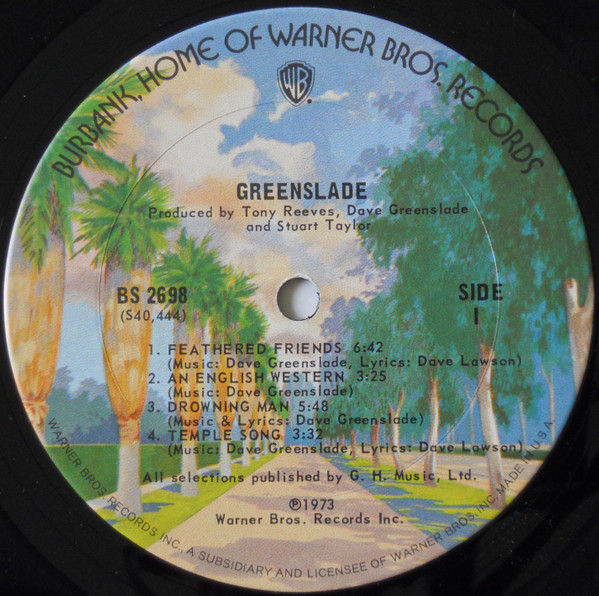 BURBANK, HOME OF WARNER BROS. RECORDS
WB
GREENSLADE
Produced by Tony Reeves, Dave Greenslade
and Stuart Taylor
BS 2698
(S40,444)
SIDE
1
1. FEATHERED FRIENDS 6:42
(Music: Dave Greenslade, Lyrics: Dave Lawson)
2. AN ENGLISH WESTERN 3:25
(Music: Dave Greenslade)
3. DROWNING MAN 5:48
(Music & Lyrics: Dave Greenslade)
4. TEMPLE SONG 3:32
(Music: Dave Greenslade, Lyrics: Dave Lawson)
All selections published by G. H. Music, Ltd.
℗1973
Warner Bros. Records Inc.
WARNER BROS. RECORDS INC., A SUBSIDIARY AND LICENSEE OF WARNER BROS., INC. MADE IN U.S.A.